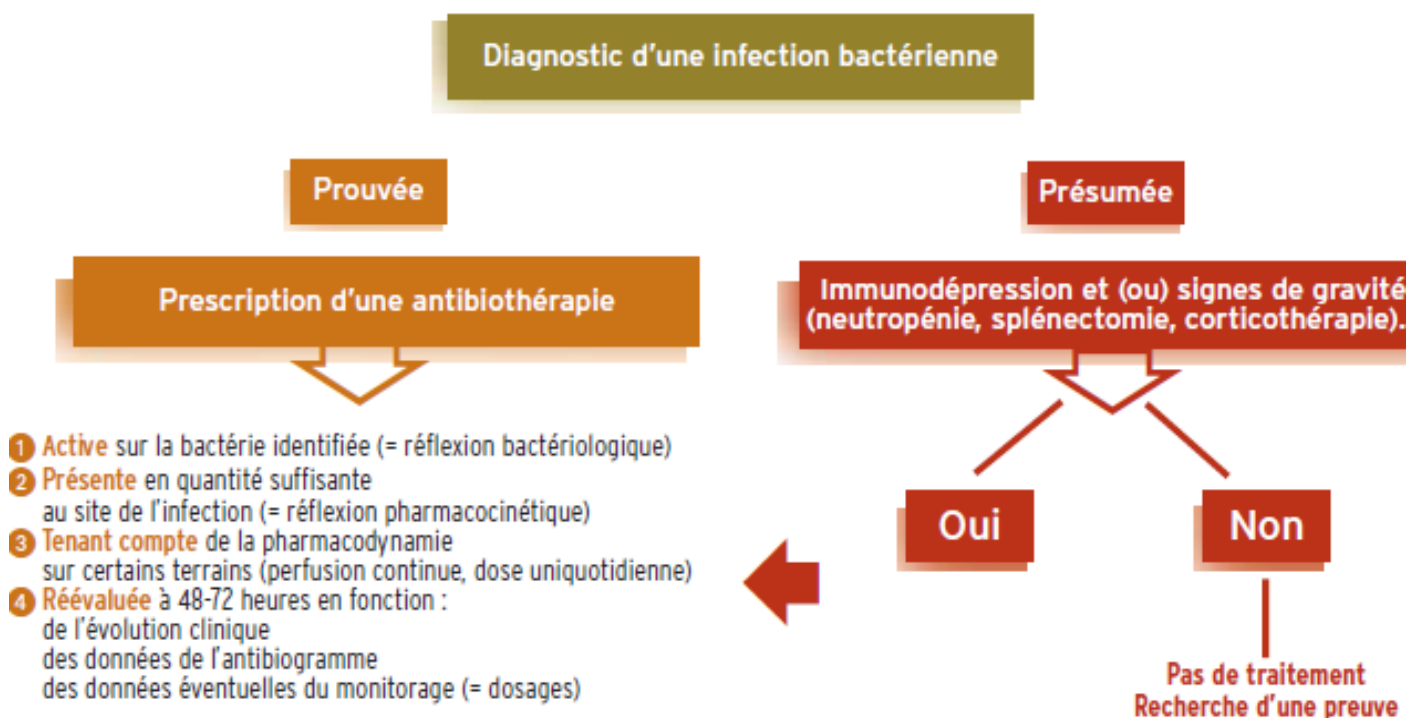 Diagnostic d'une infection bactérienne
Prouvée
Présumée
Prescription d'une antibiothérapie
Immunodépression et (ou) signes de gravité
(neutropénie, splénectomie, corticothérapie)..
1 Active sur la bactérie identifiée (= réflexion bactériologique)
2 Présente en quantité suffisante
au site de l'infection (= réflexion pharmacocinétique)
3 Tenant compte de la pharmacodynamie
sur certains terrains (perfusion continue, dose uniquotidienne)
4 Réévaluée à 48-72 heures en fonction :
de l'évolution clinique
des données de l'antibiogramme
des données éventuelles du monitorage (= dosages)
Oui
Non
Pas de traitement
Recherche d'une preuve